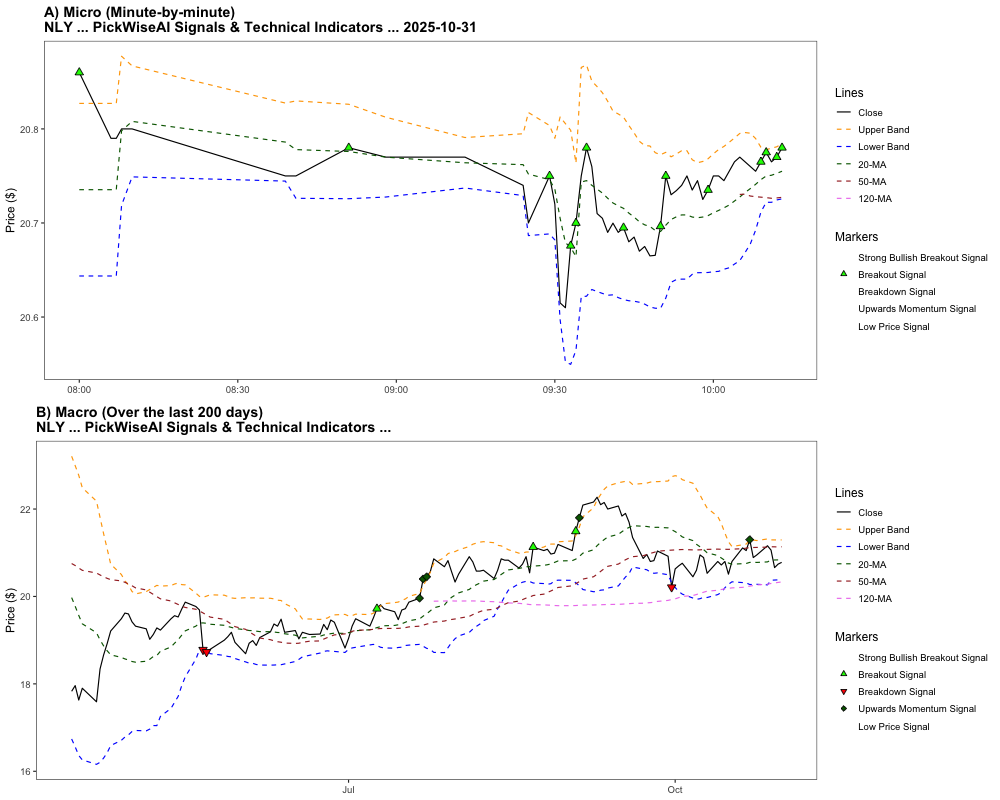 A) Micro (Minute-by-minute)
NLY ... PickWiseAI Signals & Technical Indicators ... 2025-10-31
Price ($)
20.8
20.7
20.6
08:00
08:30
09:00
09:30
10:00
Lines
Close
Upper Band
Lower Band
20-MA
50-MA
120-MA
Markers
Strong Bullish Breakout Signal
Breakout Signal
Breakdown Signal
Upwards Momentum Signal
Low Price Signal
B) Macro (Over the last 200 days)
NLY ... PickWiseAI Signals & Technical Indicators ...
Price ($)
22
20
18
16
Jul
Oct
Lines
Close
Upper Band
Lower Band
20-MA
50-MA
120-MA
Markers
Strong Bullish Breakout Signal
Breakout Signal
Breakdown Signal
Upwards Momentum Signal
Low Price Signal